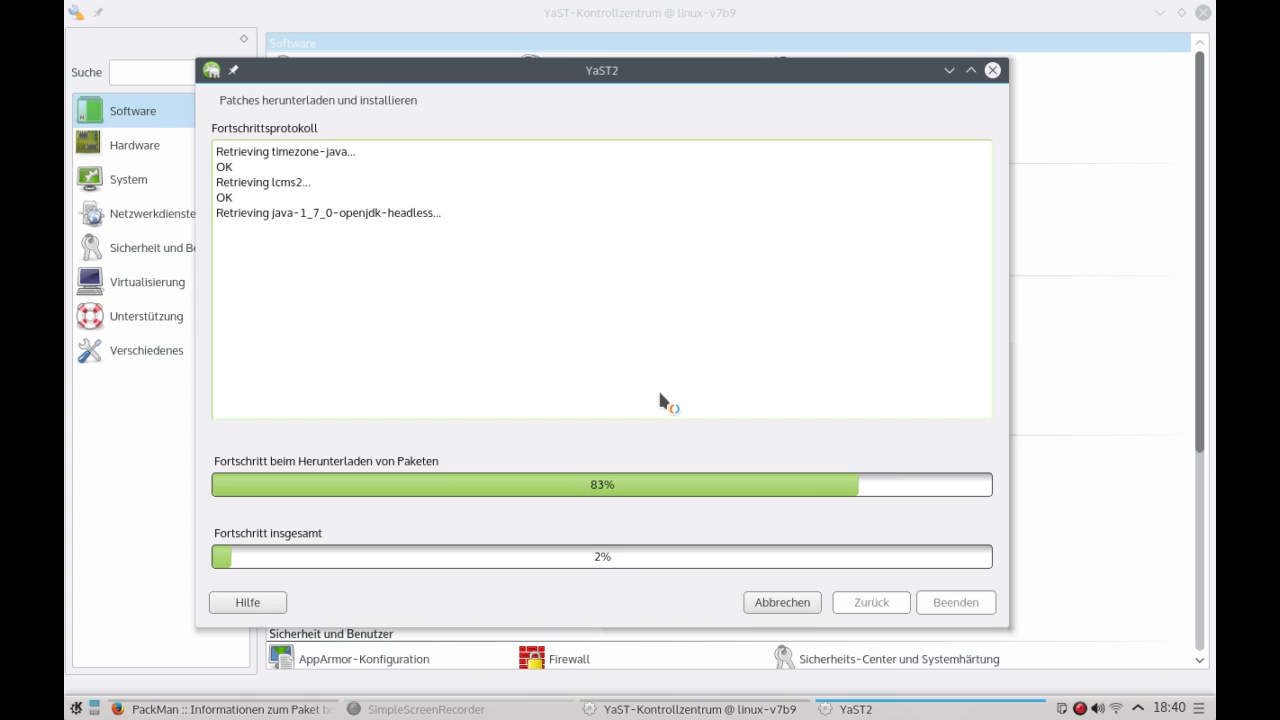 YaST-Kontrollzentrum @ linux-v7b9
Software
Suche
YaST2
Patches herunterladen und installieren
Fortschrittsprotokoll
Retrieving timezone-java...
OK
Retrieving lcms2...
OK
Retrieving java-1_7_0-openjdk-headless...
Software
Hardware
System
Netzwerkdienste
Sicherheit und Be
Virtualisierung
Unterstützung
Verschiedenes
Fortschritt beim Herunterladen von Paketen
83%
Fortschritt insgesamt
2%
Hilfe
Abbrechen
Zurück
Beenden
Sicherheit und Benutzer
AppArmor-Konfiguration
Firewall
Sicherheits-Center und Systemhärtung
PackMan :: Informationen zum Paket b
SimpleScreenRecorder
YaST-Kontrollzentrum @ linux-v7b9
YaST2
18:40